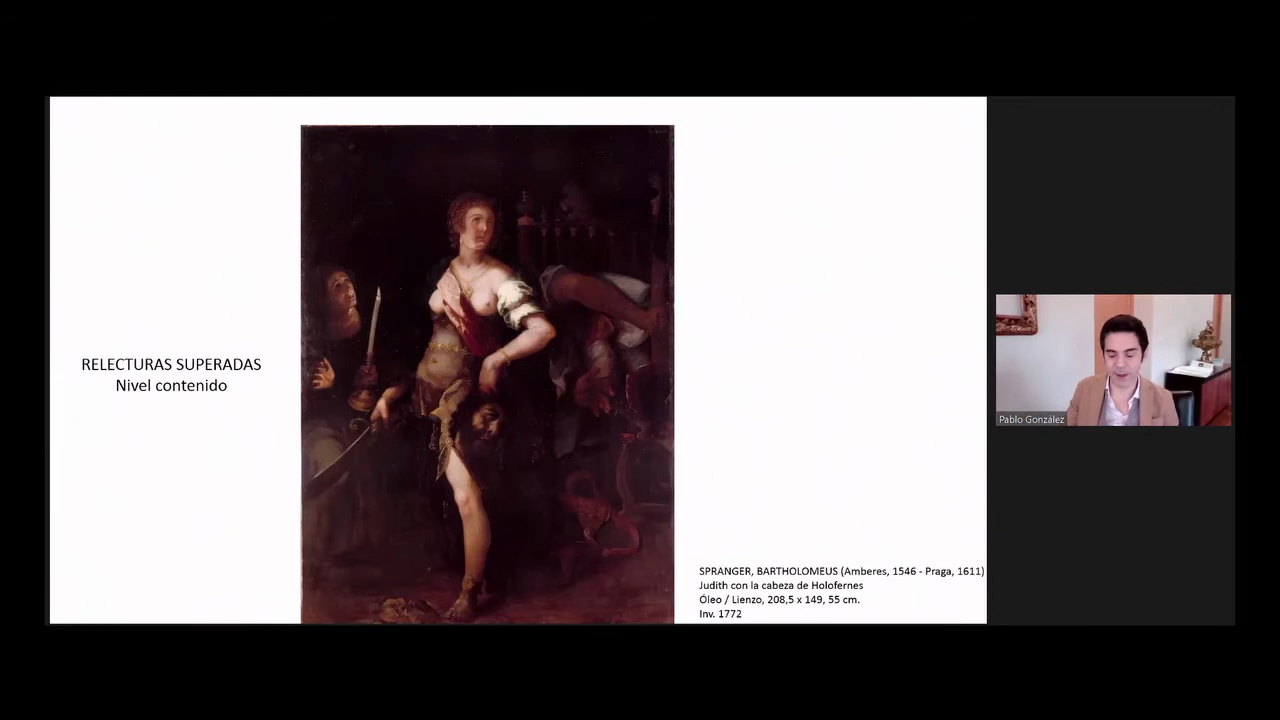 RELECTURAS SUPERADAS
Nivel contenido
SPRANGER, BARTHOLOMEUS (Amberes, 1546 - Praga, 1611)
Judith con la cabeza de Holofernes
Óleo / Lienzo, 208,5 x 149, 55 cm.
Inv. 1772
Pablo González